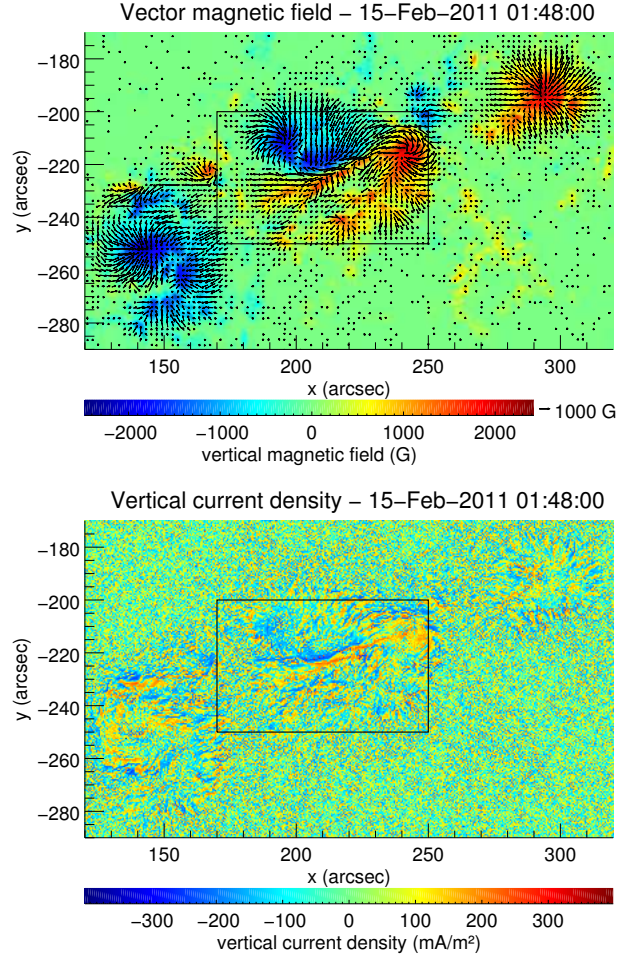 Vector magnetic field − 15−Feb−2011 01:48:00
−180
−200
−220
−240
−260
−280
y (arcsec)
150 200 250 300
x (arcsec)
−2000 −1000 0 1000 2000
− 1000 G
vertical magnetic field (G)
Vertical current density − 15−Feb−2011 01:48:00
−180
−200
−220
−240
−260
−280
y (arcsec)
150 200 250 300
x (arcsec)
−300 −200 −100 0 100 200 300
vertical current density (mA/m²)